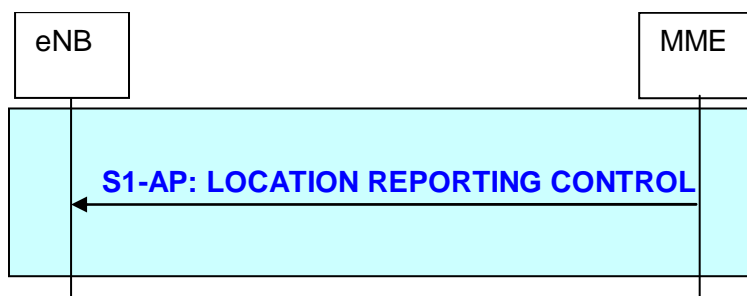 eNB
MME
S1-AP: LOCATION REPORTING CONTROL